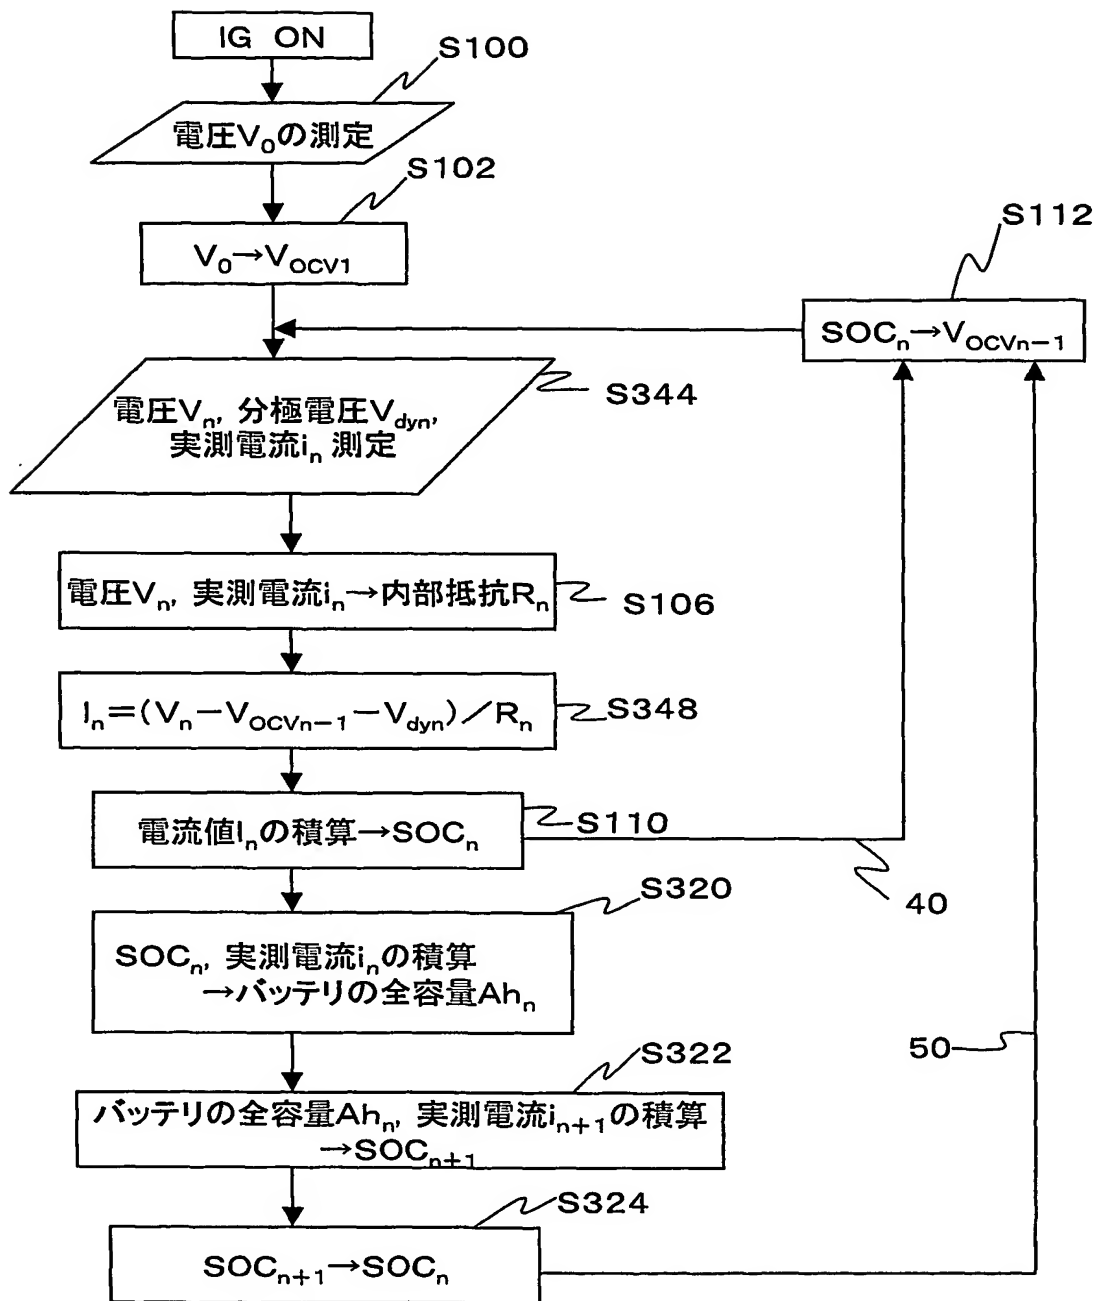 IG ON
S100
電圧V₀の測定
S102
V₀→V_OCV1
S112
SOCₙ→V_OCVn−1
S344
電圧Vₙ, 分極電圧V_dyn,
実測電流iₙ 測定
電圧Vₙ, 実測電流iₙ→内部抵抗Rₙ
S106
Iₙ=(Vₙ−V_OCVn−1−V_dyn)/Rₙ
S348
電流値Iₙの積算→SOCₙ
S110
40
S320
SOCₙ, 実測電流iₙの積算
→バッテリの全容量Ahₙ
50
S322
バッテリの全容量Ahₙ, 実測電流iₙ₊₁の積算
→SOCₙ₊₁
S324
SOCₙ₊₁→SOCₙ